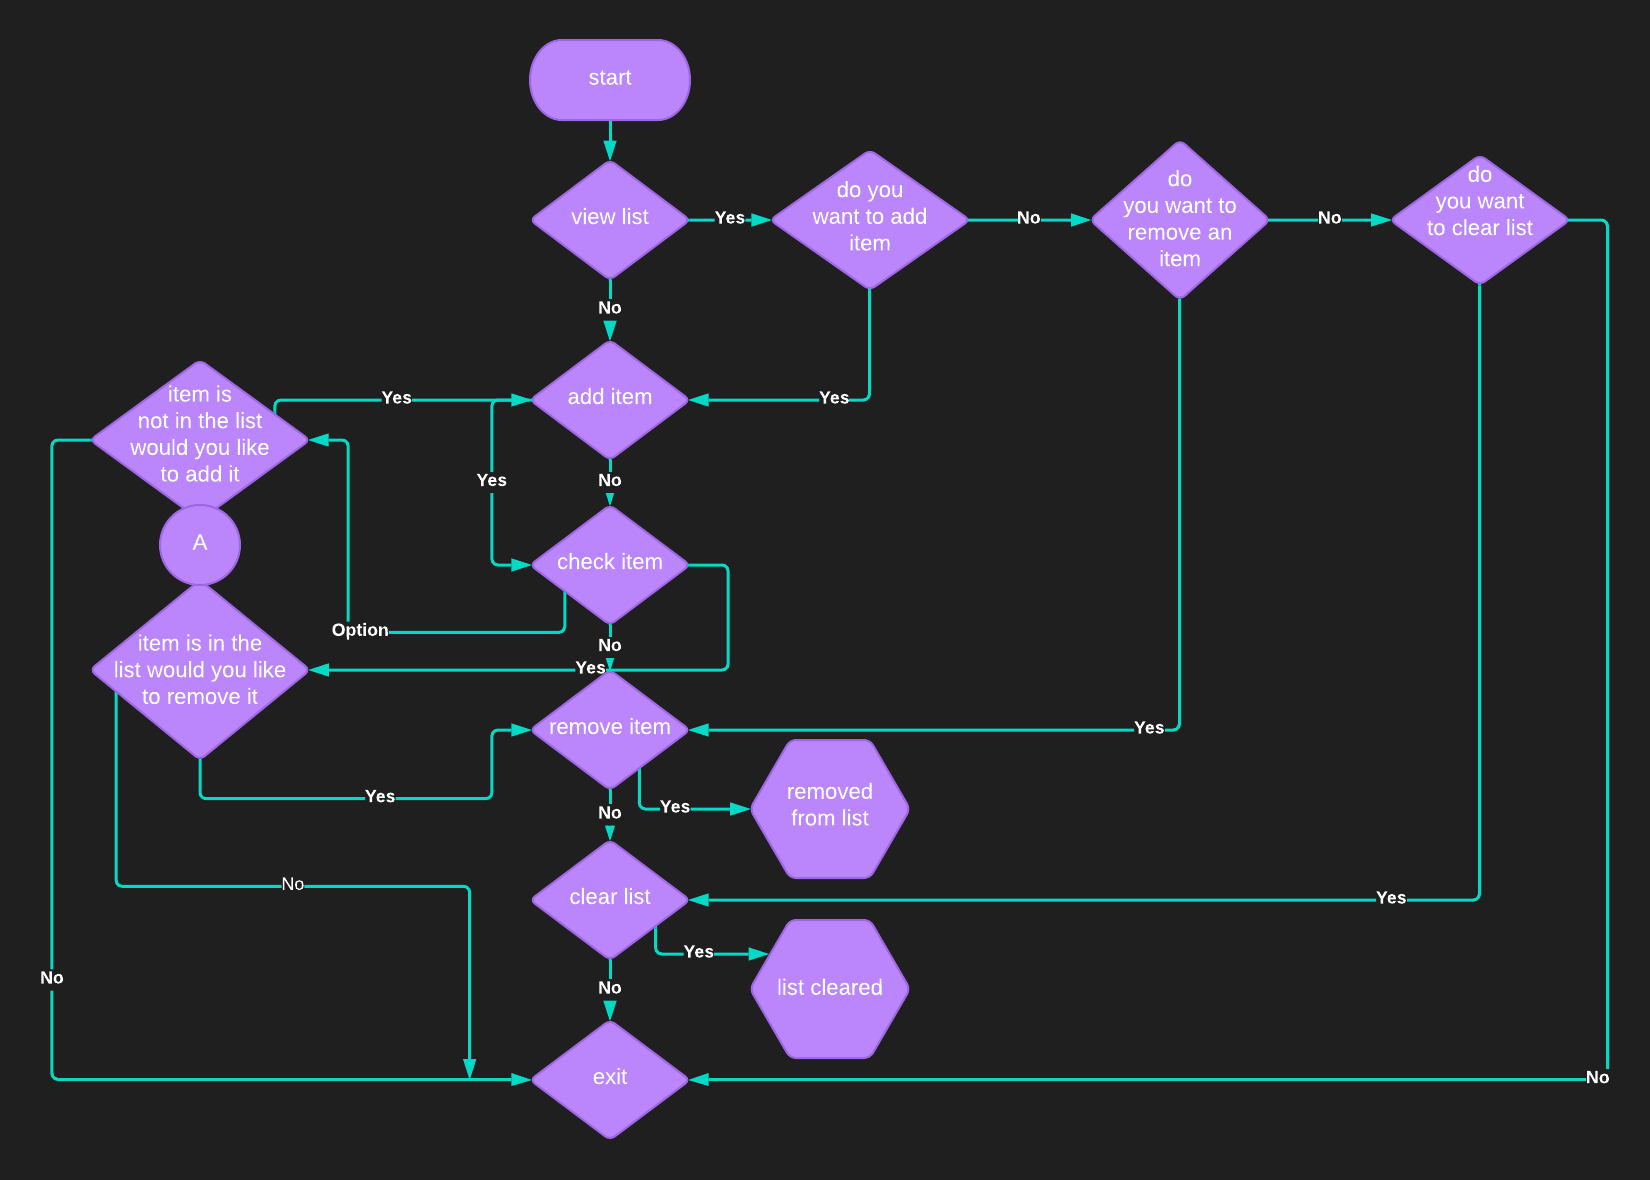 start
view list
Yes
do you
want to add
item
No
do
you want to
remove an
item
No
do
you want
to clear list
No
item is
not in the list
would you like
to add it
Yes
add item
Yes
Yes
No
A
check item
Option
No
Yes
item is in the
list would you like
to remove it
remove item
Yes
Yes
No
Yes
removed
from list
No
clear list
Yes
No
Yes
list cleared
No
exit
No